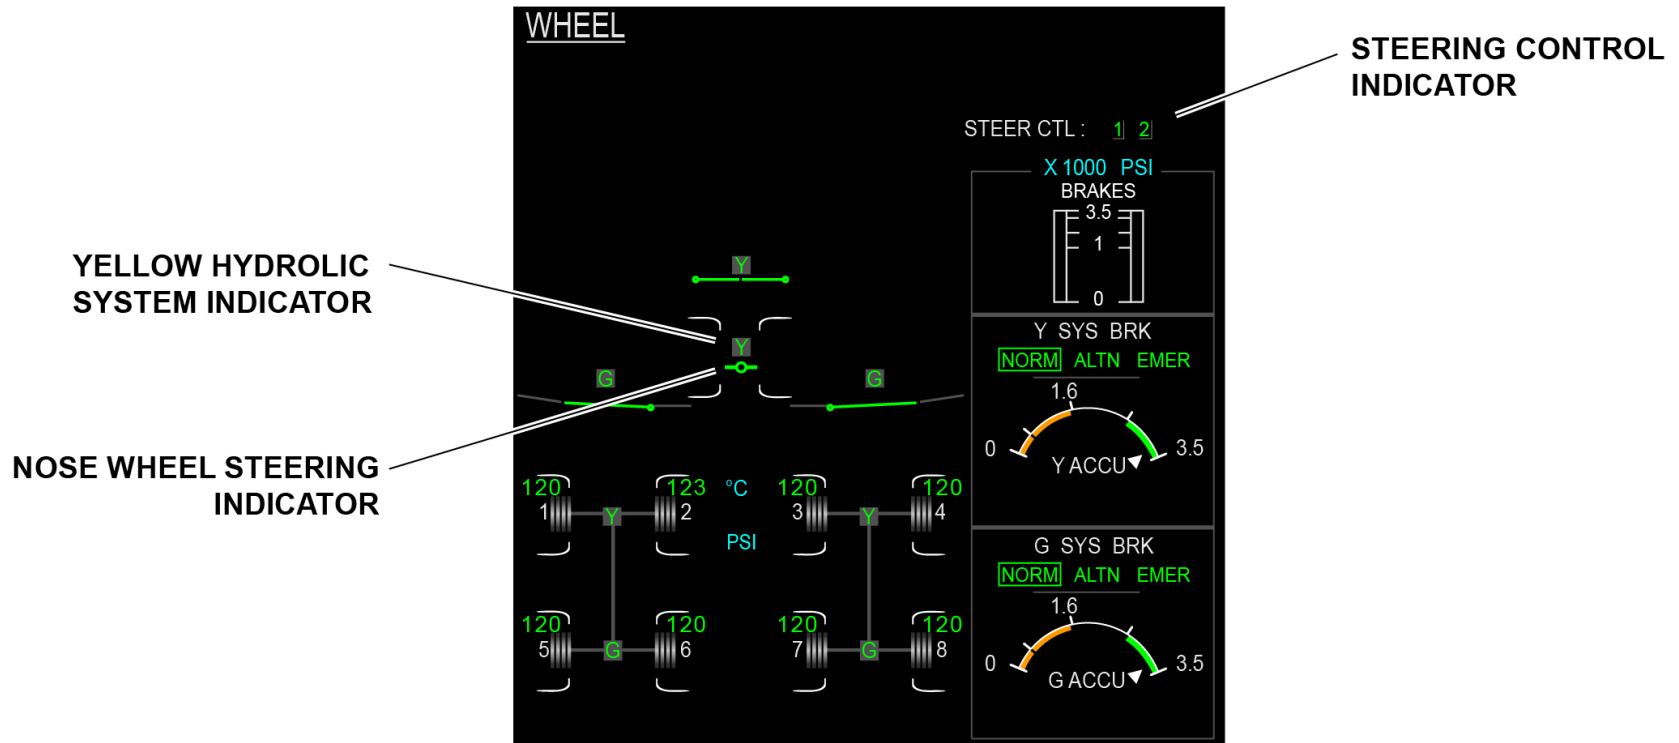 WHEEL
STEERING CONTROL
INDICATOR
STEER CTL : 1 2
X 1000 PSI
BRAKES
3.5
1
0
YELLOW HYDROLIC
SYSTEM INDICATOR
Y
Y
G
G
NOSE WHEEL STEERING
INDICATOR
Y SYS BRK
NORM ALTN EMER
1.6
0
3.5
Y ACCU
120 123 °C 120 120
1 Y 2 3 Y 4
PSI
G SYS BRK
NORM ALTN EMER
1.6
0
3.5
G ACCU
120 120 120 120
5 G 6 7 G 8